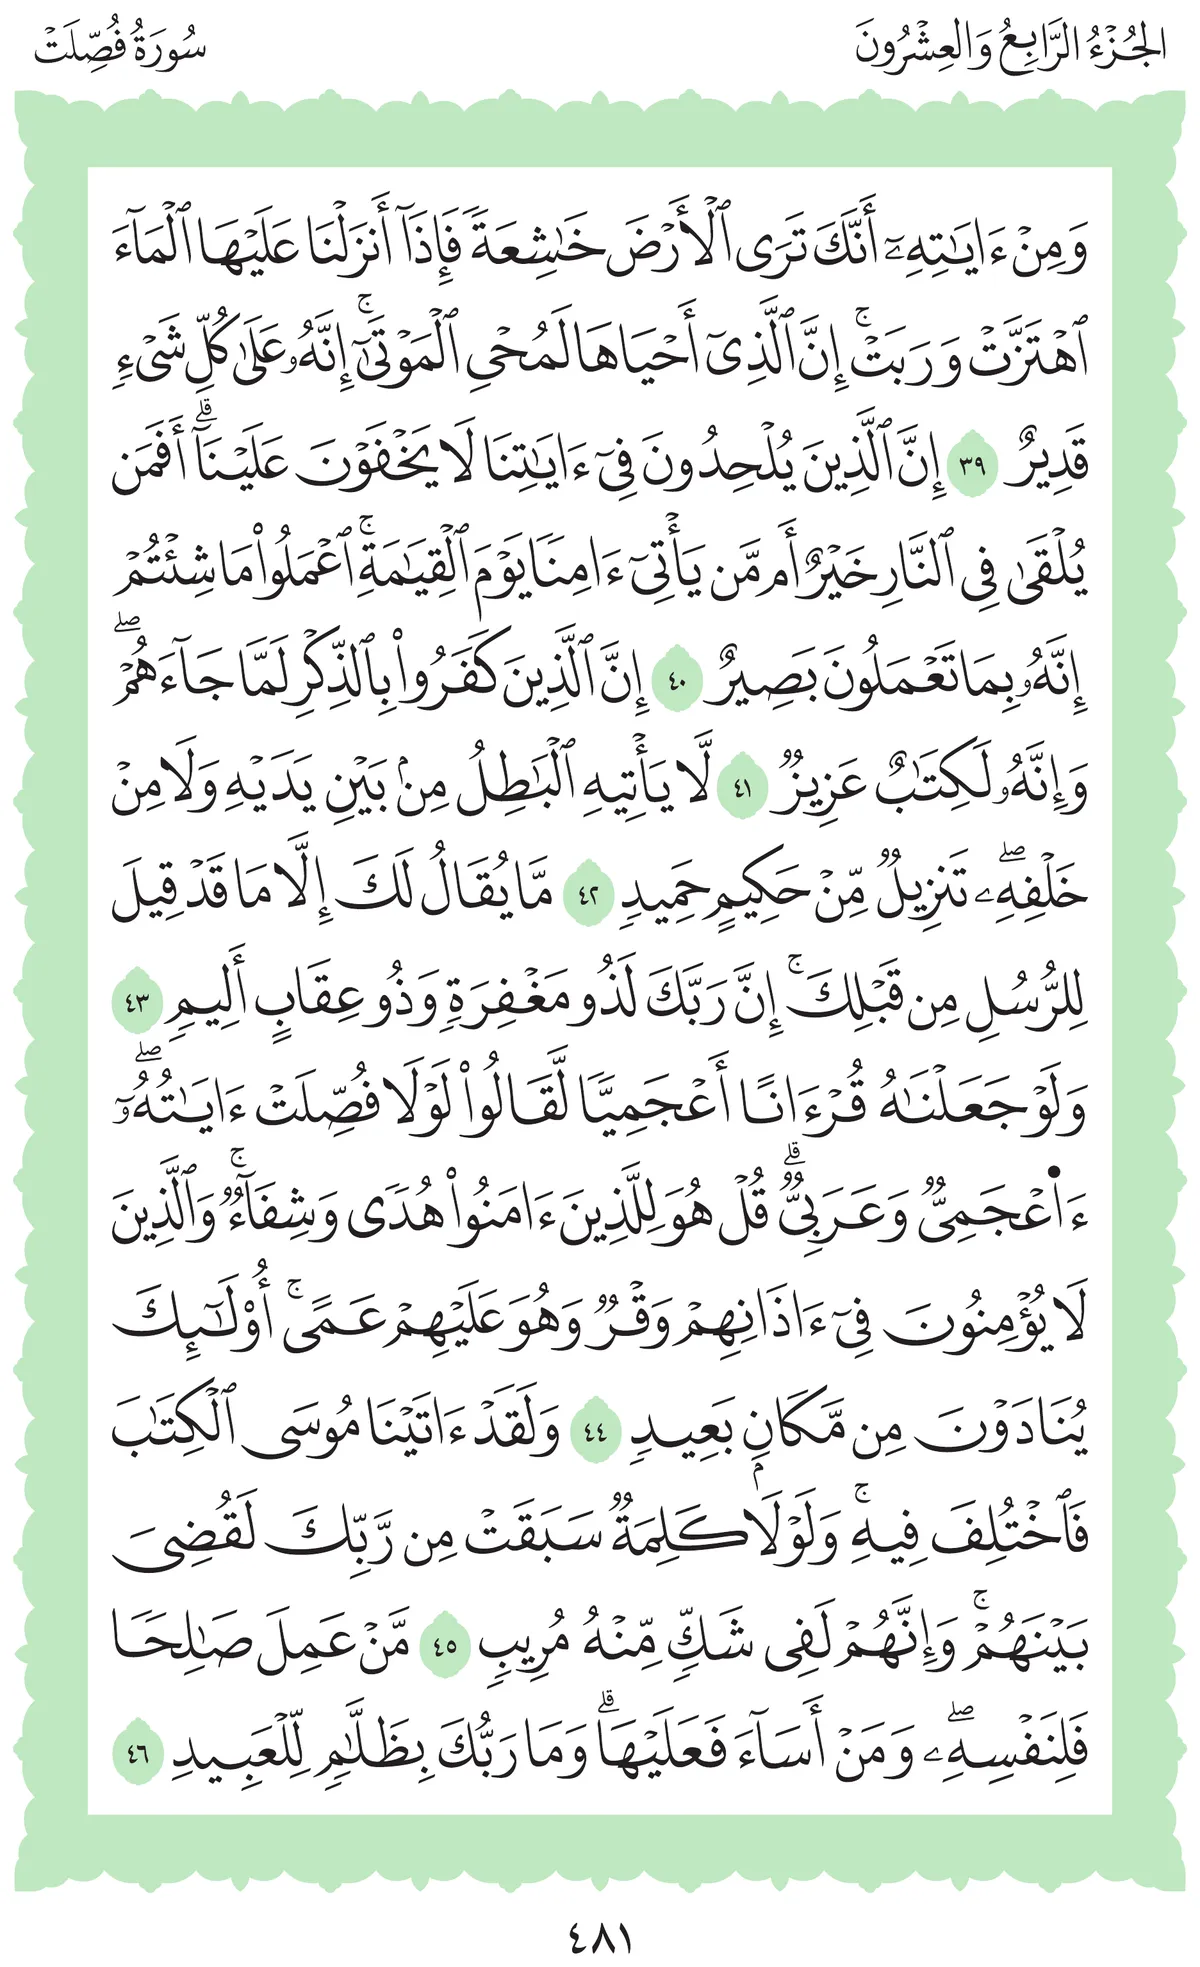 الجُزْءُ الرَّابِعُ وَالعِشْرُونَ
سُورَةُ فُصِّلَتْ
وَمِنْ ءَايَـٰتِهِۦٓ أَنَّكَ تَرَى ٱلْأَرْضَ خَـٰشِعَةً فَإِذَآ أَنزَلْنَا عَلَيْهَا ٱلْمَآءَ
ٱهْتَزَّتْ وَرَبَتْ ۚ إِنَّ ٱلَّذِىٓ أَحْيَاهَا لَمُحْىِ ٱلْمَوْتَىٰٓ ۚ إِنَّهُۥ عَلَىٰ كُلِّ شَىْءٍ
قَدِيرٌ ٣٩ إِنَّ ٱلَّذِينَ يُلْحِدُونَ فِىٓ ءَايَـٰتِنَا لَا يَخْفَوْنَ عَلَيْنَآ ۗ أَفَمَن
يُلْقَىٰ فِى ٱلنَّارِ خَيْرٌ أَم مَّن يَأْتِىٓ ءَامِنًا يَوْمَ ٱلْقِيَـٰمَةِ ۚ ٱعْمَلُوا۟ مَا شِئْتُمْ ۖ
إِنَّهُۥ بِمَا تَعْمَلُونَ بَصِيرٌ ٤٠ إِنَّ ٱلَّذِينَ كَفَرُوا۟ بِٱلذِّكْرِ لَمَّا جَآءَهُمْ ۖ
وَإِنَّهُۥ لَكِتَـٰبٌ عَزِيزٌ ٤١ لَّا يَأْتِيهِ ٱلْبَـٰطِلُ مِنۢ بَيْنِ يَدَيْهِ وَلَا مِنْ
خَلْفِهِۦ ۖ تَنزِيلٌ مِّنْ حَكِيمٍ حَمِيدٍ ٤٢ مَّا يُقَالُ لَكَ إِلَّا مَا قَدْ قِيلَ
لِلرُّسُلِ مِن قَبْلِكَ ۚ إِنَّ رَبَّكَ لَذُو مَغْفِرَةٍ وَذُو عِقَابٍ أَلِيمٍ ٤٣
وَلَوْ جَعَلْنَـٰهُ قُرْءَانًا أَعْجَمِيًّا لَّقَالُوا۟ لَوْلَا فُصِّلَتْ ءَايَـٰتُهُۥٓ ۖ
ءَا۬عْجَمِىٌّ وَعَرَبِىٌّ ۗ قُلْ هُوَ لِلَّذِينَ ءَامَنُوا۟ هُدًى وَشِفَآءٌ ۚ وَٱلَّذِينَ
لَا يُؤْمِنُونَ فِىٓ ءَاذَانِهِمْ وَقْرٌ وَهُوَ عَلَيْهِمْ عَمًى ۚ أُو۟لَـٰٓئِكَ
يُنَادَوْنَ مِن مَّكَانٍۭ بَعِيدٍ ٤٤ وَلَقَدْ ءَاتَيْنَا مُوسَى ٱلْكِتَـٰبَ
فَٱخْتُلِفَ فِيهِ ۚ وَلَوْلَا كَلِمَةٌ سَبَقَتْ مِن رَّبِّكَ لَقُضِىَ
بَيْنَهُمْ ۚ وَإِنَّهُمْ لَفِى شَكٍّ مِّنْهُ مُرِيبٍ ٤٥ مَّنْ عَمِلَ صَـٰلِحًا
فَلِنَفْسِهِۦ ۖ وَمَنْ أَسَآءَ فَعَلَيْهَا ۗ وَمَا رَبُّكَ بِظَلَّـٰمٍ لِّلْعَبِيدِ ٤٦
٤٨١